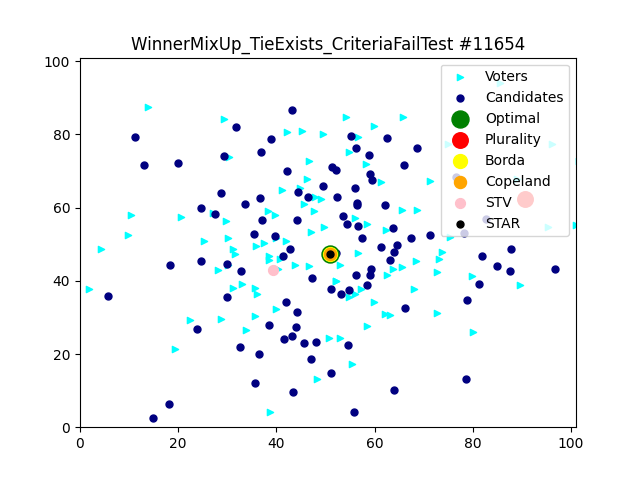 WinnerMixUp_TieExists_CriteriaFailTest #11654
100
80
60
40
20
0
0
20
40
60
80
100
Voters
Candidates
Optimal
Plurality
Borda
Copeland
STV
STAR